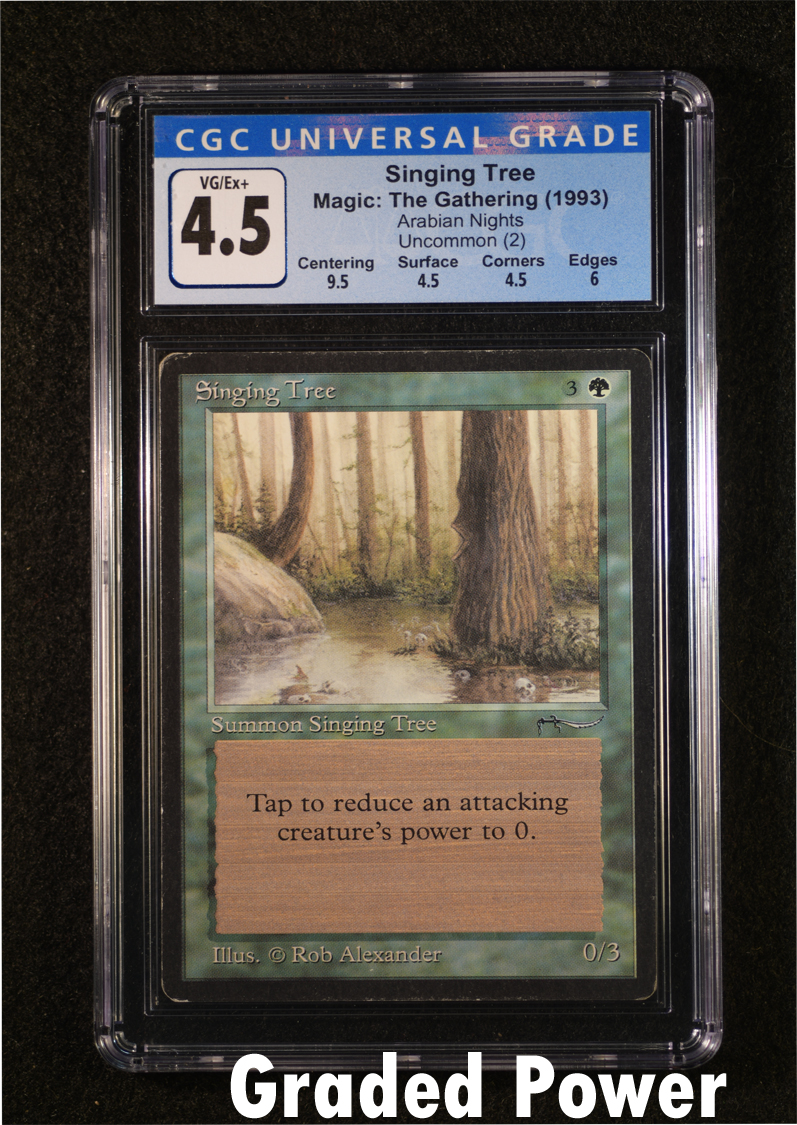 CGC UNIVERSAL GRADE
VG/Ex+
4.5
Singing Tree
Magic: The Gathering (1993)
Arabian Nights
Uncommon (2)
Centering Surface Corners Edges
9.5 4.5 4.5 6
Singing Tree 3
Summon Singing Tree
Tap to reduce an attacking
creature's power to 0.
Illus. © Rob Alexander 0/3
Graded Power